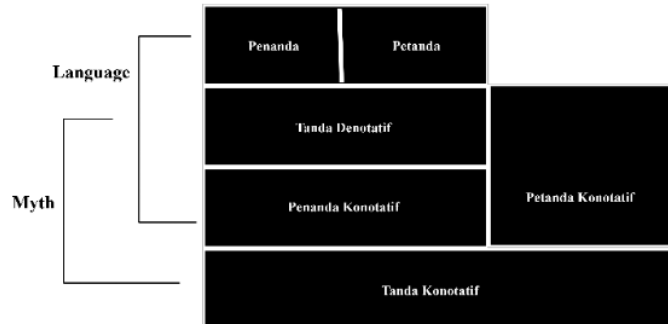 Penanda
Petanda
Language
Tanda Denotatif
Myth
Penanda Konotatif
Petanda Konotatif
Tanda Konotatif